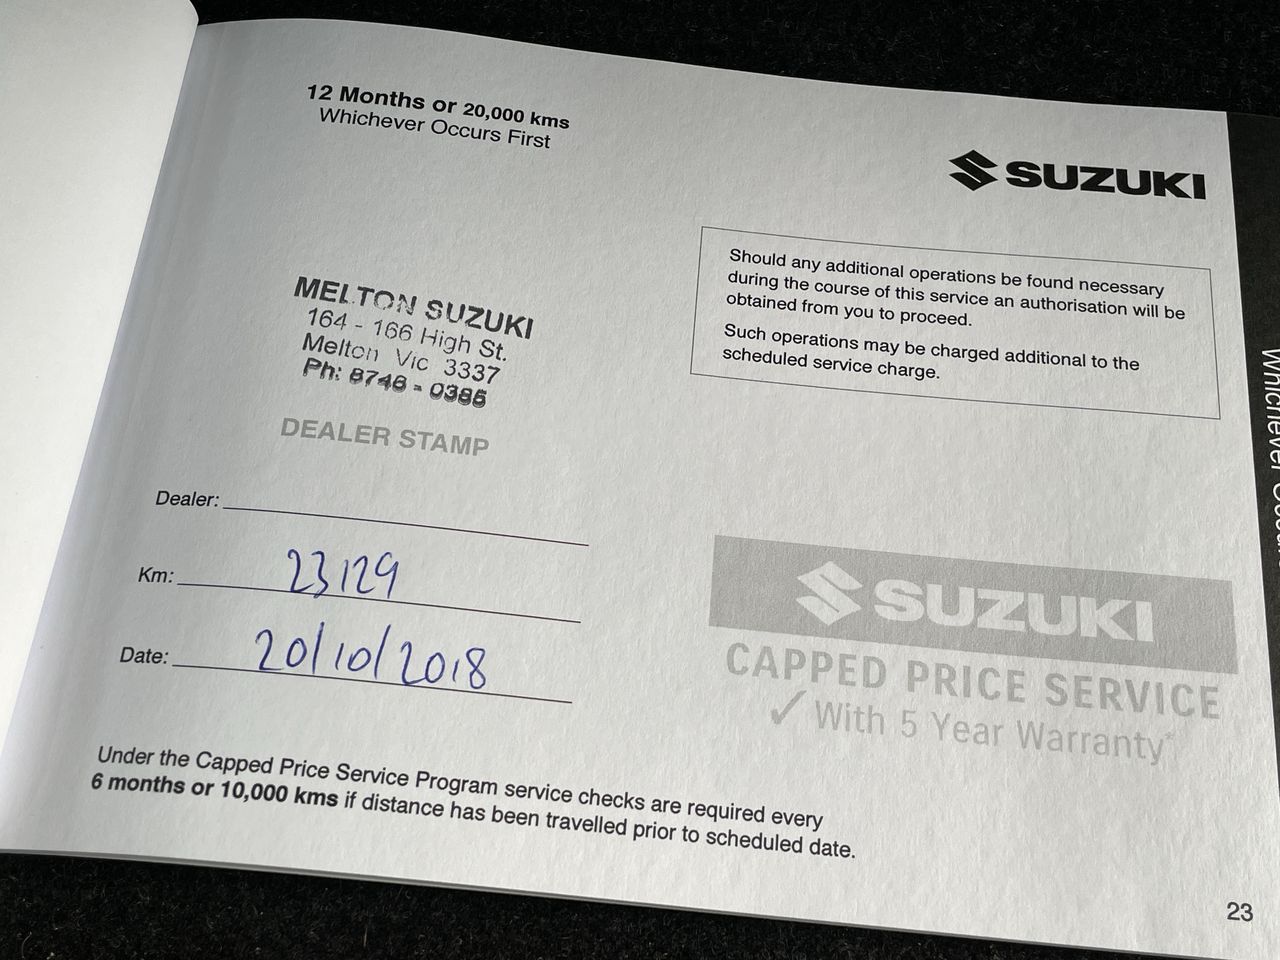 12 Months or 20,000 kms
Whichever Occurs First
SUZUKI
Should any additional operations be found necessary
during the course of this service an authorisation will be
obtained from you to proceed.
Such operations may be charged additional to the
scheduled service charge.
MELTON SUZUKI
164 - 166 High St.
Melton Vic 3337
Ph: 8746 - 0385
DEALER STAMP
Dealer:
Km: 23129
Date: 20/10/2018
SUZUKI
CAPPED PRICE SERVICE
✓ With 5 Year Warranty*
Under the Capped Price Service Program service checks are required every
6 months or 10,000 kms if distance has been travelled prior to scheduled date.
23
Whichever